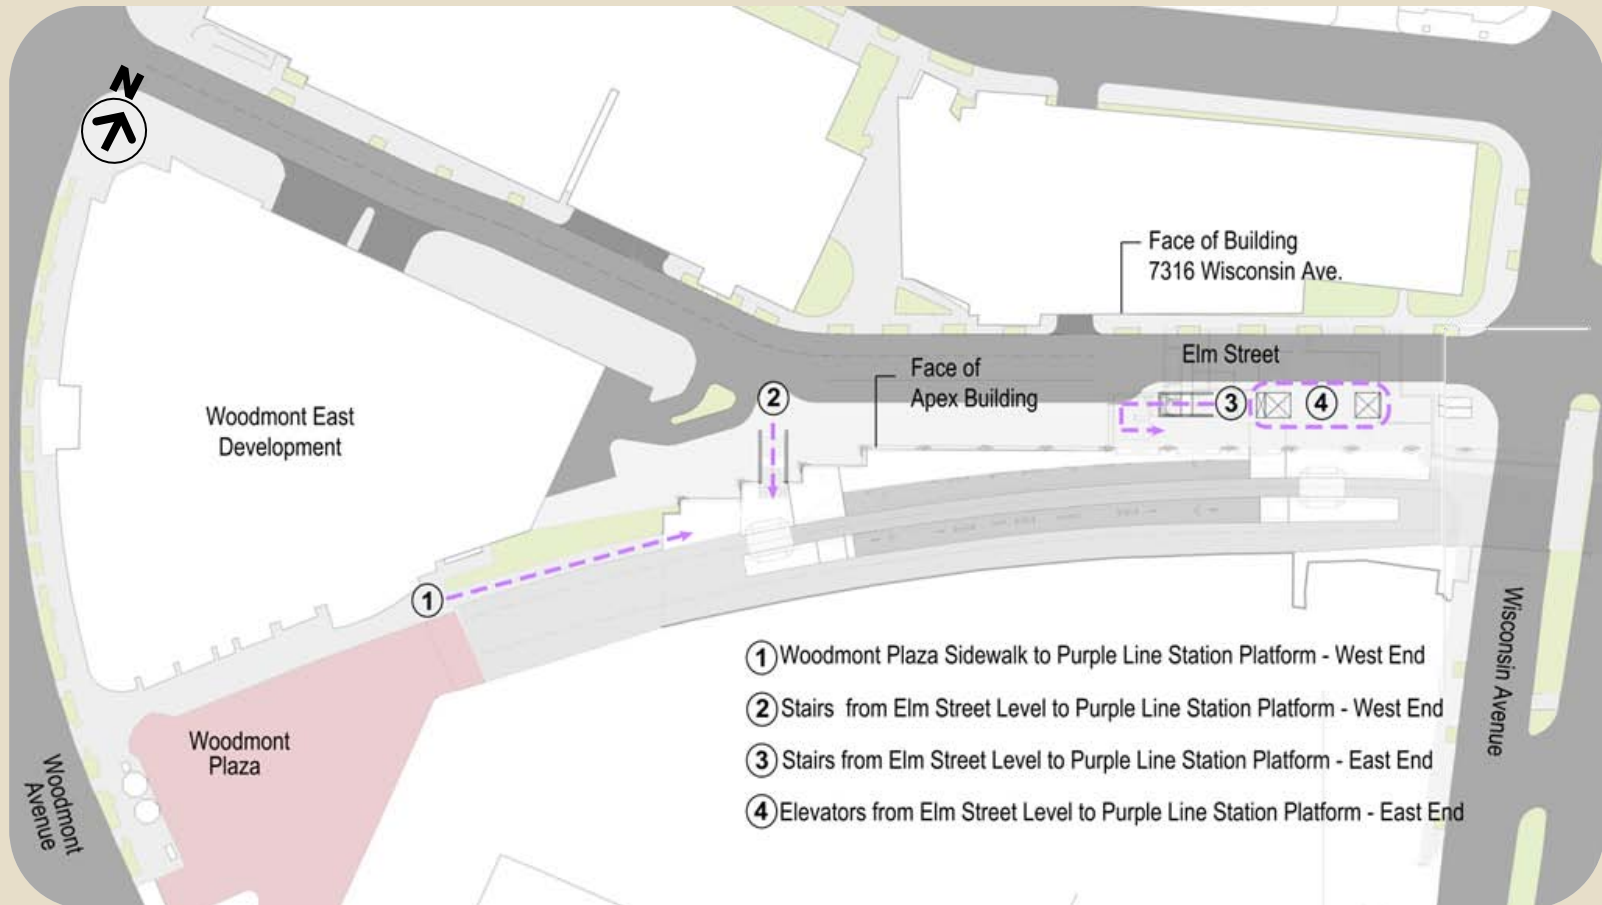 N
Face of Building
7316 Wisconsin Ave.
Elm Street
Face of
Apex Building
2
3
4
Woodmont East
Development
1
Woodmont
Plaza
Woodmont
Avenue
Wisconsin Avenue
1 Woodmont Plaza Sidewalk to Purple Line Station Platform - West End
2 Stairs from Elm Street Level to Purple Line Station Platform - West End
3 Stairs from Elm Street Level to Purple Line Station Platform - East End
4 Elevators from Elm Street Level to Purple Line Station Platform - East End